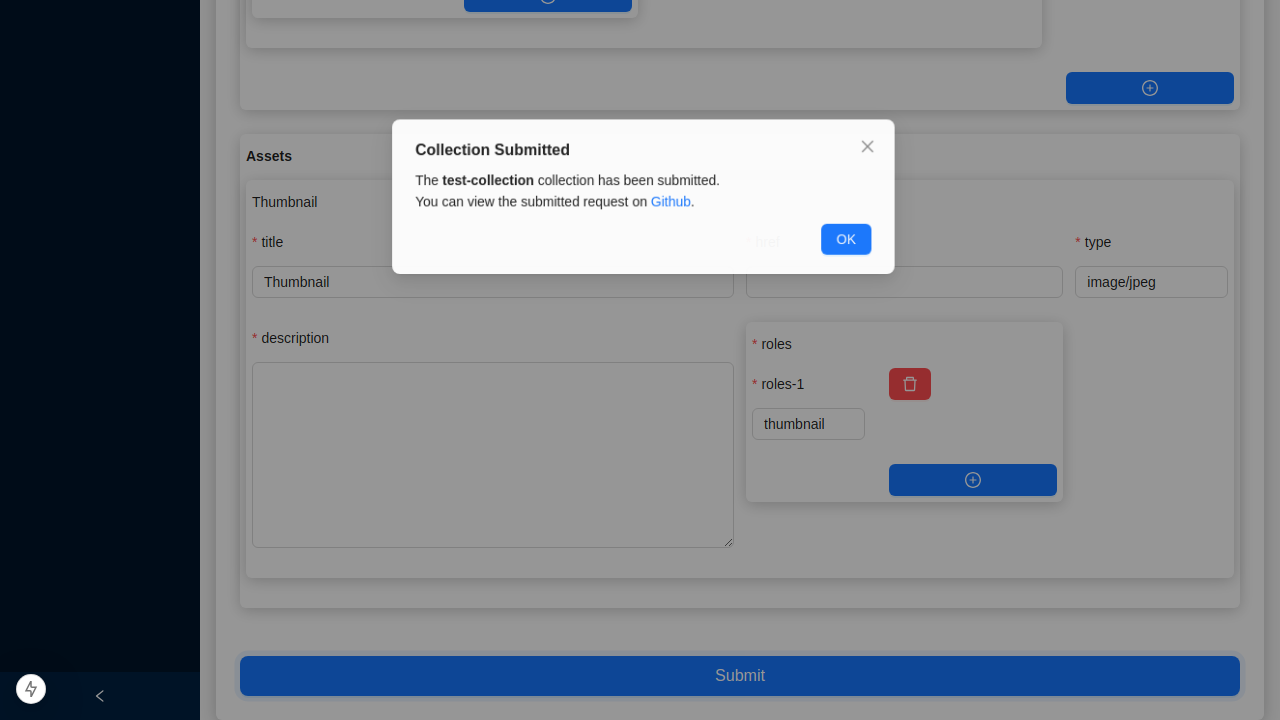 Assets
Collection Submitted
The test-collection collection has been submitted.
You can view the submitted request on Github.
OK
Thumbnail
* title
* type
Thumbnail
image/jpeg
* description
* roles
* roles-1
thumbnail
Submit